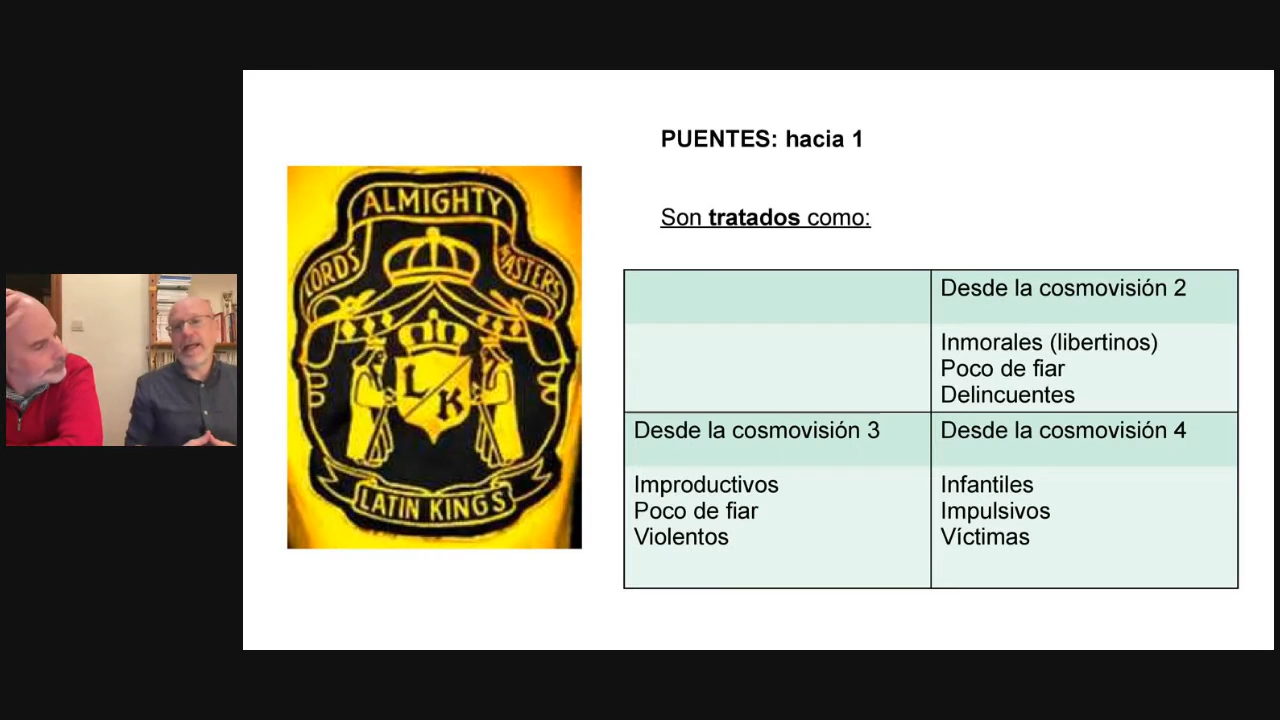 PUENTES: hacia 1
Son tratados como:
ALMIGHTY
LORDS
MASTERS
L K
LATIN KINGS
Desde la cosmovisión 2
Inmorales (libertinos)
Poco de fiar
Delincuentes
Desde la cosmovisión 3
Improductivos
Poco de fiar
Violentos
Desde la cosmovisión 4
Infantiles
Impulsivos
Víctimas